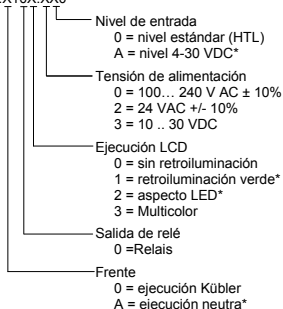 Nivel de entrada
0 = nivel estándar (HTL)
A = nivel 4-30 VDC*
Tensión de alimentación
0 = 100… 240 V AC ± 10%
2 = 24 VAC +/- 10%
3 = 10 .. 30 VDC
Ejecución LCD
0 = sin retroiluminación
1 = retroiluminación verde*
2 = aspecto LED*
3 = Multicolor
Salida de relé
0 =Relais
Frente
0 = ejecución Kübler
A = ejecución neutra*